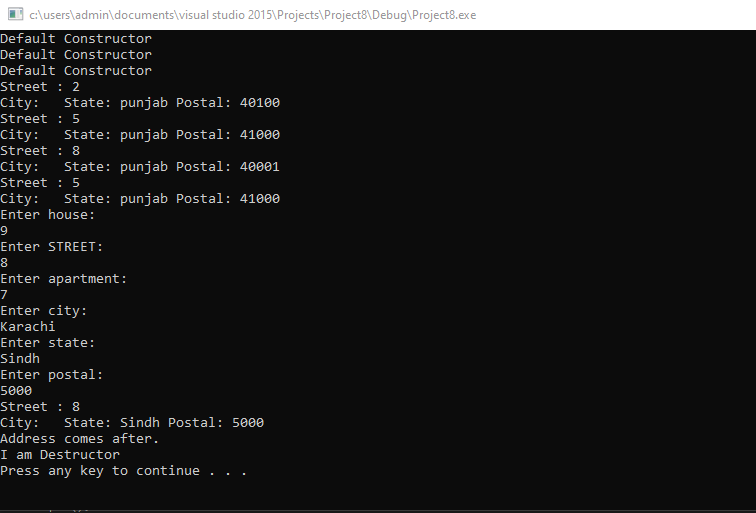 c:\users\admin\documents\visual studio 2015\Projects\Project8\Debug\Project8.exe
Default Constructor
Default Constructor
Default Constructor
Street : 2
City:   State: punjab Postal: 40100
Street : 5
City:   State: punjab Postal: 41000
Street : 8
City:   State: punjab Postal: 40001
Street : 5
City:   State: punjab Postal: 41000
Enter house:
9
Enter STREET:
8
Enter apartment:
7
Enter city:
Karachi
Enter state:
Sindh
Enter postal:
5000
Street : 8
City:   State: Sindh Postal: 5000
Address comes after.
I am Destructor
Press any key to continue . . .